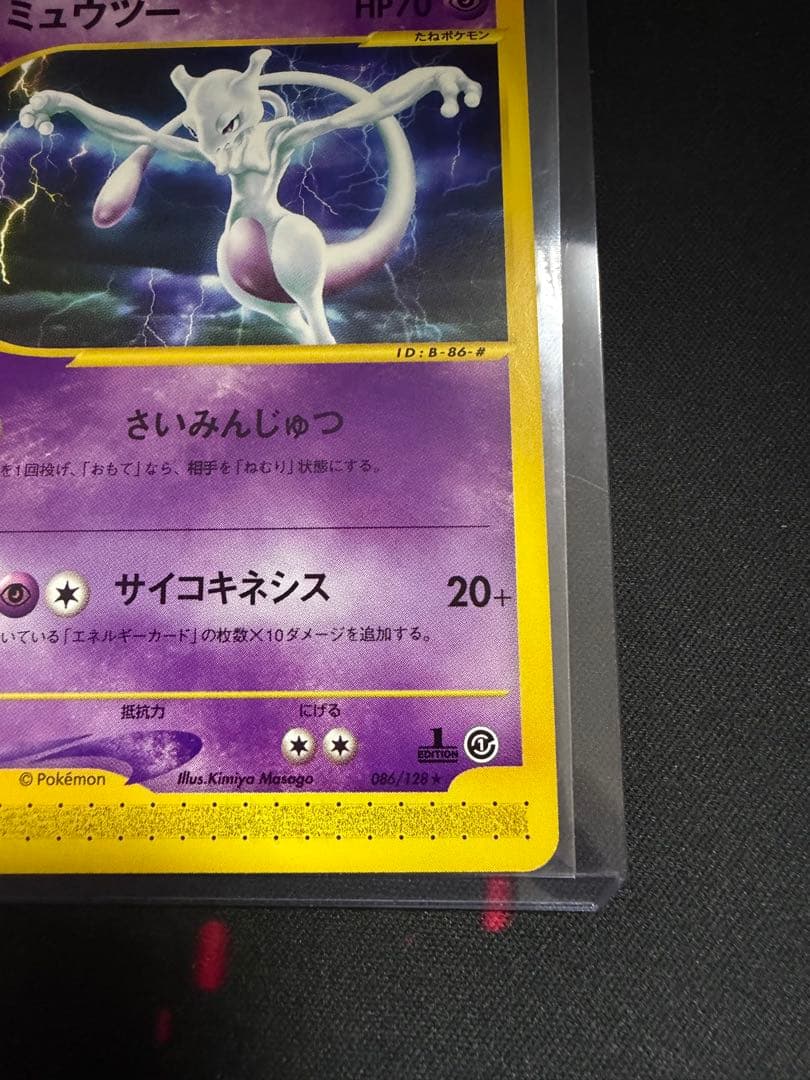 ミュウツー HP70
たねポケモン
ID:B-86-#
さいみんじゅつ
を1回投げ、「おもて」なら、相手を「ねむり」状態にする。
サイコキネシス 20+
いている「エネルギーカード」の枚数×10ダメージを追加する。
抵抗力 にげる
1 EDITION
© Pokémon Illus.Kimiya Masago 086/128★